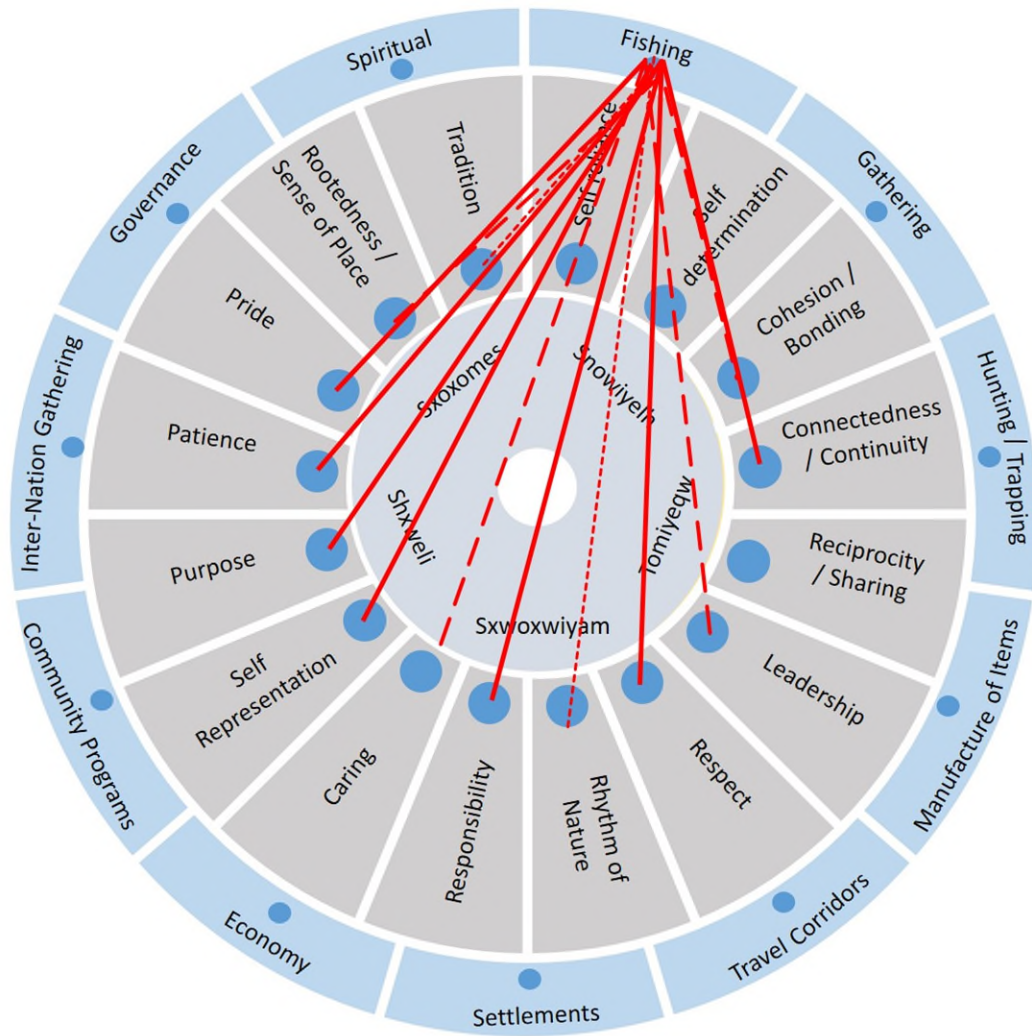 Fishing
Gathering
Hunting / Trapping
Manufacture of Items
Travel Corridors
Settlements
Economy
Community Programs
Inter-Nation Gathering
Governance
Spiritual
Self reliance
Self
determination
Cohesion /
Bonding
Connectedness
/ Continuity
Reciprocity
/ Sharing
Leadership
Respect
Rhythm of
Nature
Responsibility
Caring
Self
Representation
Purpose
Patience
Pride
Rootedness /
Sense of Place
Tradition
Snowiyelh
Tomiyeqw
Sxwoxwiyam
Shxweli
Sxoxomes